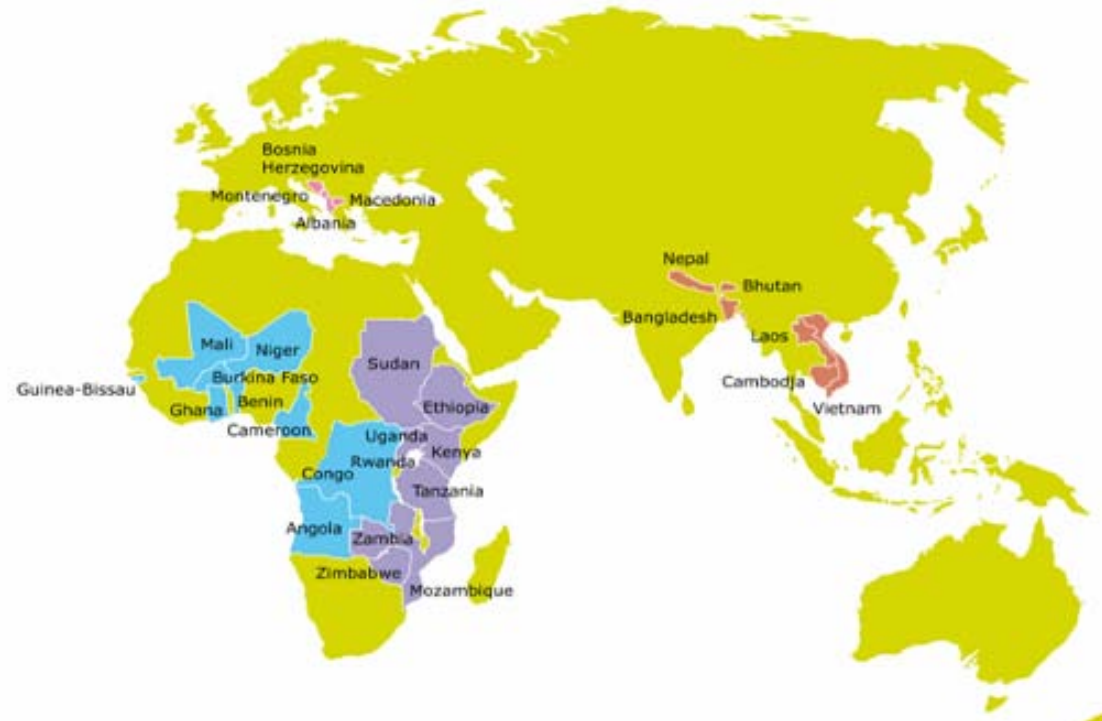 Bosnia
Herzegovina
Montenegro
Macedonia
Albania
Nepal
Bhutan
Bangladesh
Laos
Cambodja
Vietnam
Mali
Niger
Sudan
Guinea-Bissau
Burkina Faso
Ghana
Benin
Ethiopia
Cameroon
Uganda
Kenya
Rwanda
Congo
Tanzania
Angola
Zambia
Zimbabwe
Mozambique